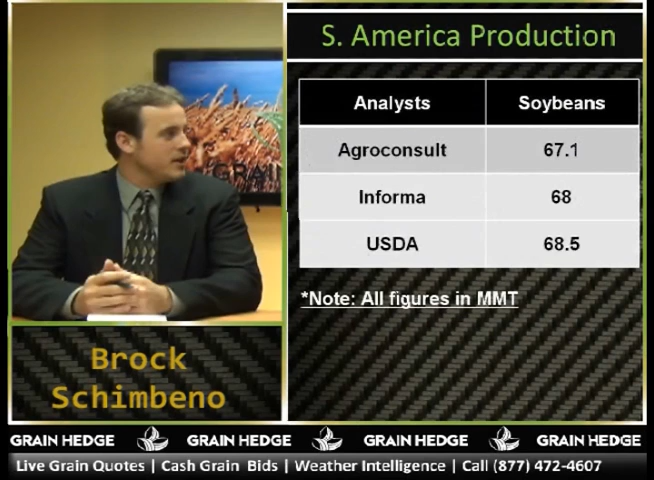 S. America Production
Analysts Soybeans
Agroconsult 67.1
Informa 68
USDA 68.5
*Note: All figures in MMT
GRAIN
Brock
Schimbeno
GRAIN HEDGE GRAIN HEDGE GRAIN HEDGE GRAIN HEDGE
Live Grain Quotes | Cash Grain Bids | Weather Intelligence | Call (877) 472-4607